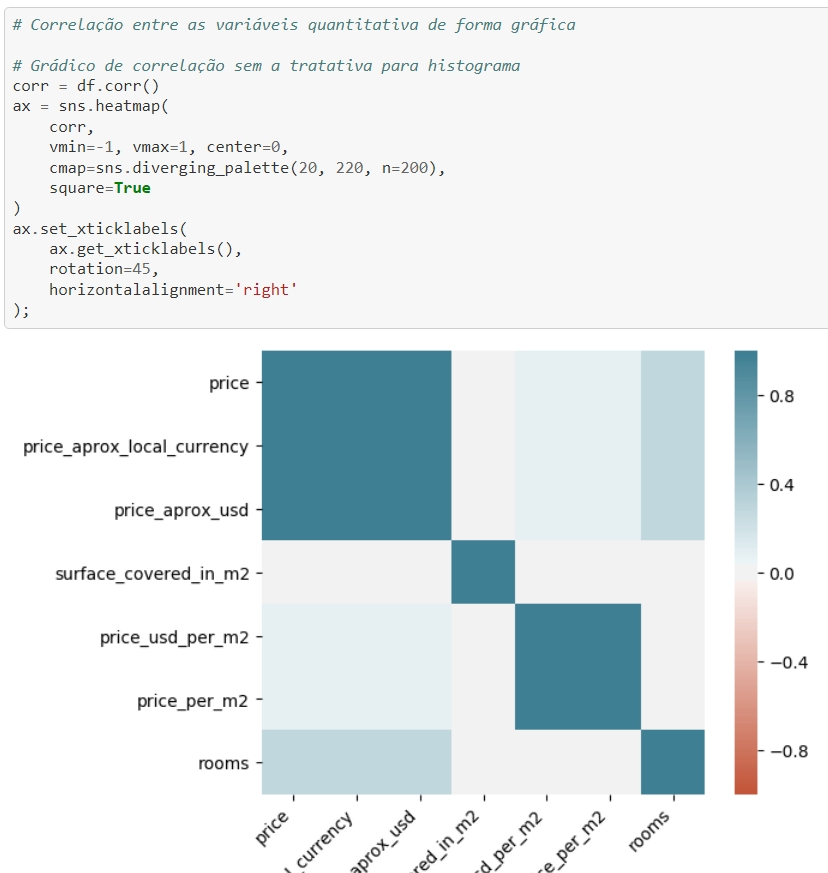 # Correlação entre as variáveis quantitativa de forma gráfica
# Grádico de correlação sem a tratativa para histograma
corr = df.corr()
ax = sns.heatmap(
    corr,
    vmin=-1, vmax=1, center=0,
    cmap=sns.diverging_palette(20, 220, n=200),
    square=True
)
ax.set_xticklabels(
    ax.get_xticklabels(),
    rotation=45,
    horizontalalignment='right'
);
price
price_aprox_local_currency
price_aprox_usd
surface_covered_in_m2
price_usd_per_m2
price_per_m2
rooms
0.8
0.4
0.0
−0.4
−0.8
price
l_currency
aprox_usd
red_in_m2
sd_per_m2
ce_per_m2
rooms